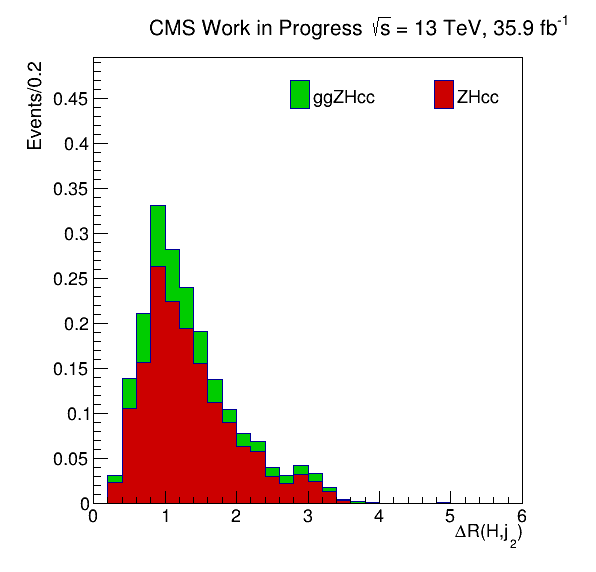 CMS Work in Progress √s = 13 TeV, 35.9 fb⁻¹
Events/0.2
ggZHcc ZHcc
0.45
0.4
0.35
0.3
0.25
0.2
0.15
0.1
0.05
0
0 1 2 3 4 5 6
ΔR(H,j₂)